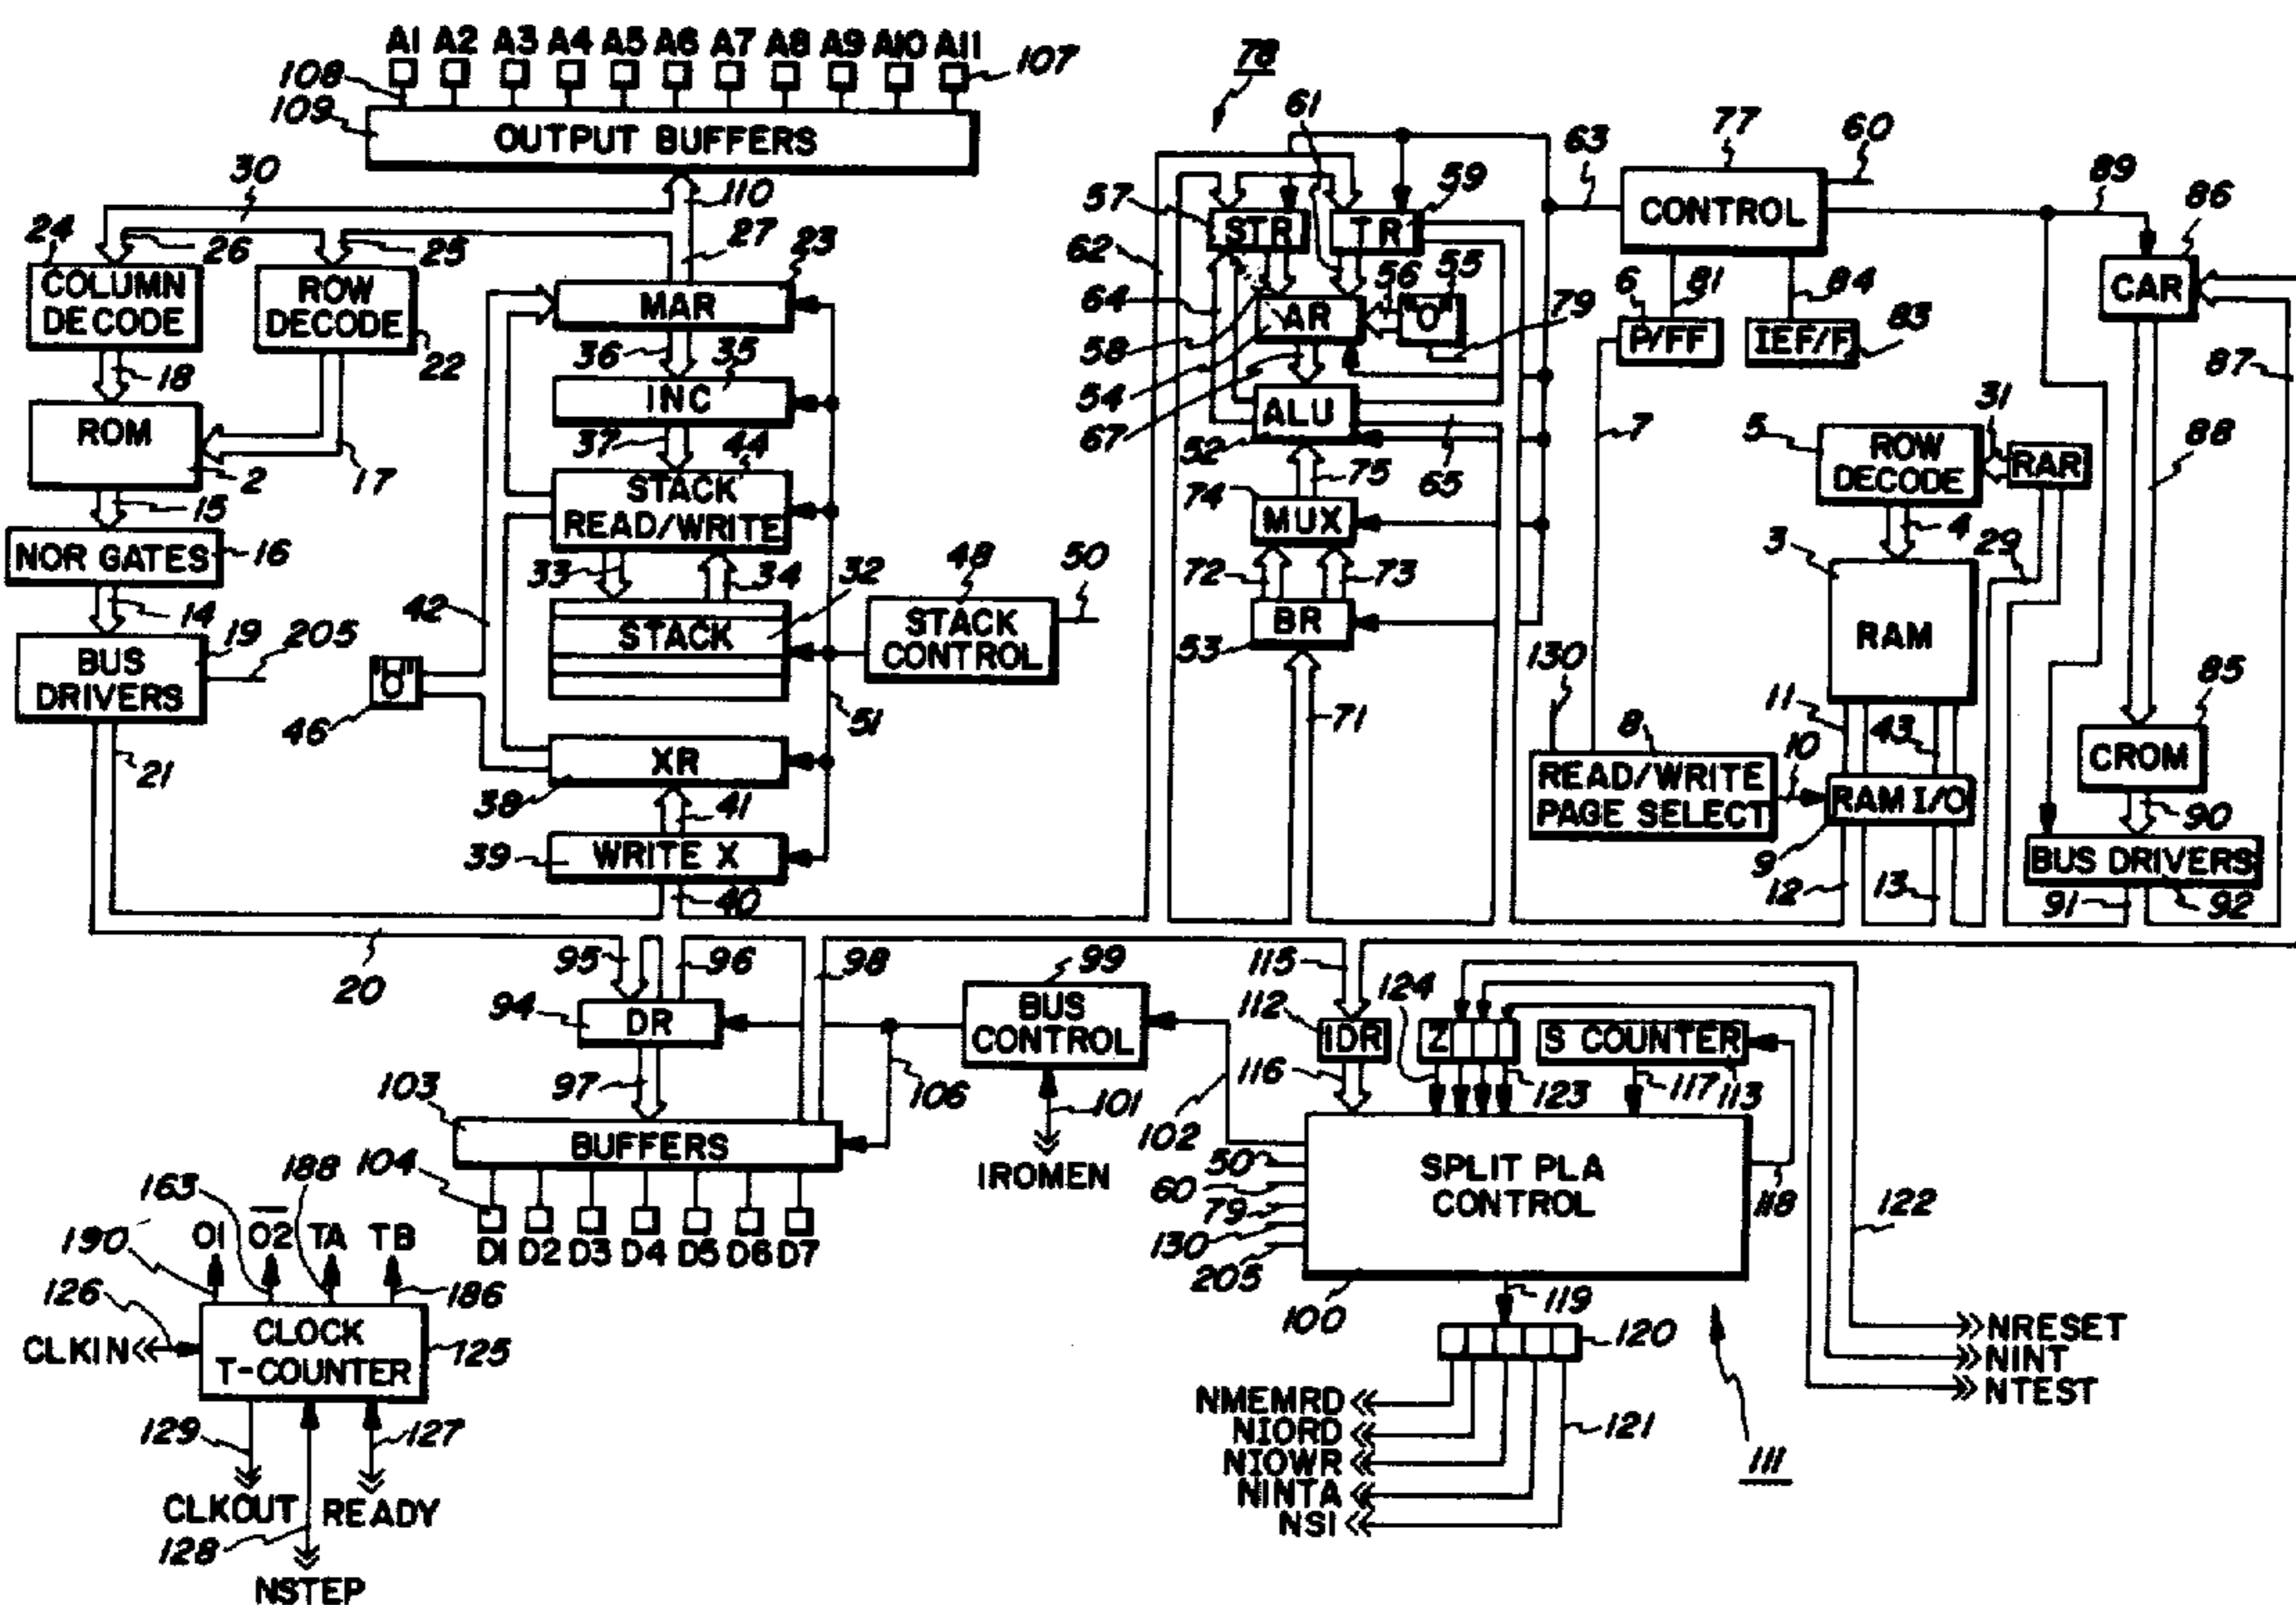 A1 A2 A3 A4 A5 A6 A7 A8 A9 A10 A11
108
107
109
OUTPUT BUFFERS
30
110
24
26
25
27
23
COLUMN
DECODE
ROW
DECODE
22
MAR
18
36
35
INC
ROM
2
17
37
44
STACK
READ/WRITE
15
NOR GATES
16
33
34
32
48
50
14
42
STACK
STACK
CONTROL
BUS
DRIVERS
19
205
46
51
21
XR
38
41
39
WRITE X
40
20
78
61
57
STR
TR
59
62
64
56
55
0
58
AR
79
54
67
ALU
52
65
75
74
MUX
72
73
BR
53
71
63
77
CONTROL
60
89
86
6
81
84
P/FF
IEF/F
83
CAR
87
7
5
ROW
DECODE
31
RAR
88
4
3
29
RAM
130
11
43
85
8
READ/WRITE
PAGE SELECT
10
RAM I/O
CROM
9
90
BUS DRIVERS
12
13
91
92
95
96
98
99
94
DR
BUS
CONTROL
97
106
101
IROMEN
102
103
BUFFERS
104
D1 D2 D3 D4 D5 D6 D7
115
124
112
IDR
Z
S COUNTER
116
123
117
113
SPLIT PLA
CONTROL
50
60
79
130
205
118
122
100
119
120
111
121
NRESET
NINT
NTEST
NMEMRD
NIORD
NIOWR
NINTA
NSI
188
163
190
O1 O2 TA TB
126
186
CLKIN
CLOCK
T-COUNTER
125
129
127
CLKOUT
READY
128
NSTEP